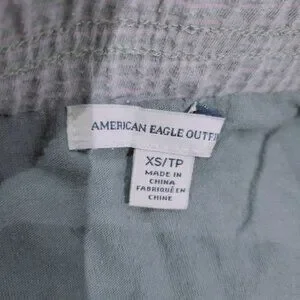 AMERICAN EAGLE OUTFI
XS/TP
MADE IN
CHINA
FABRIQUÉ EN
CHINE